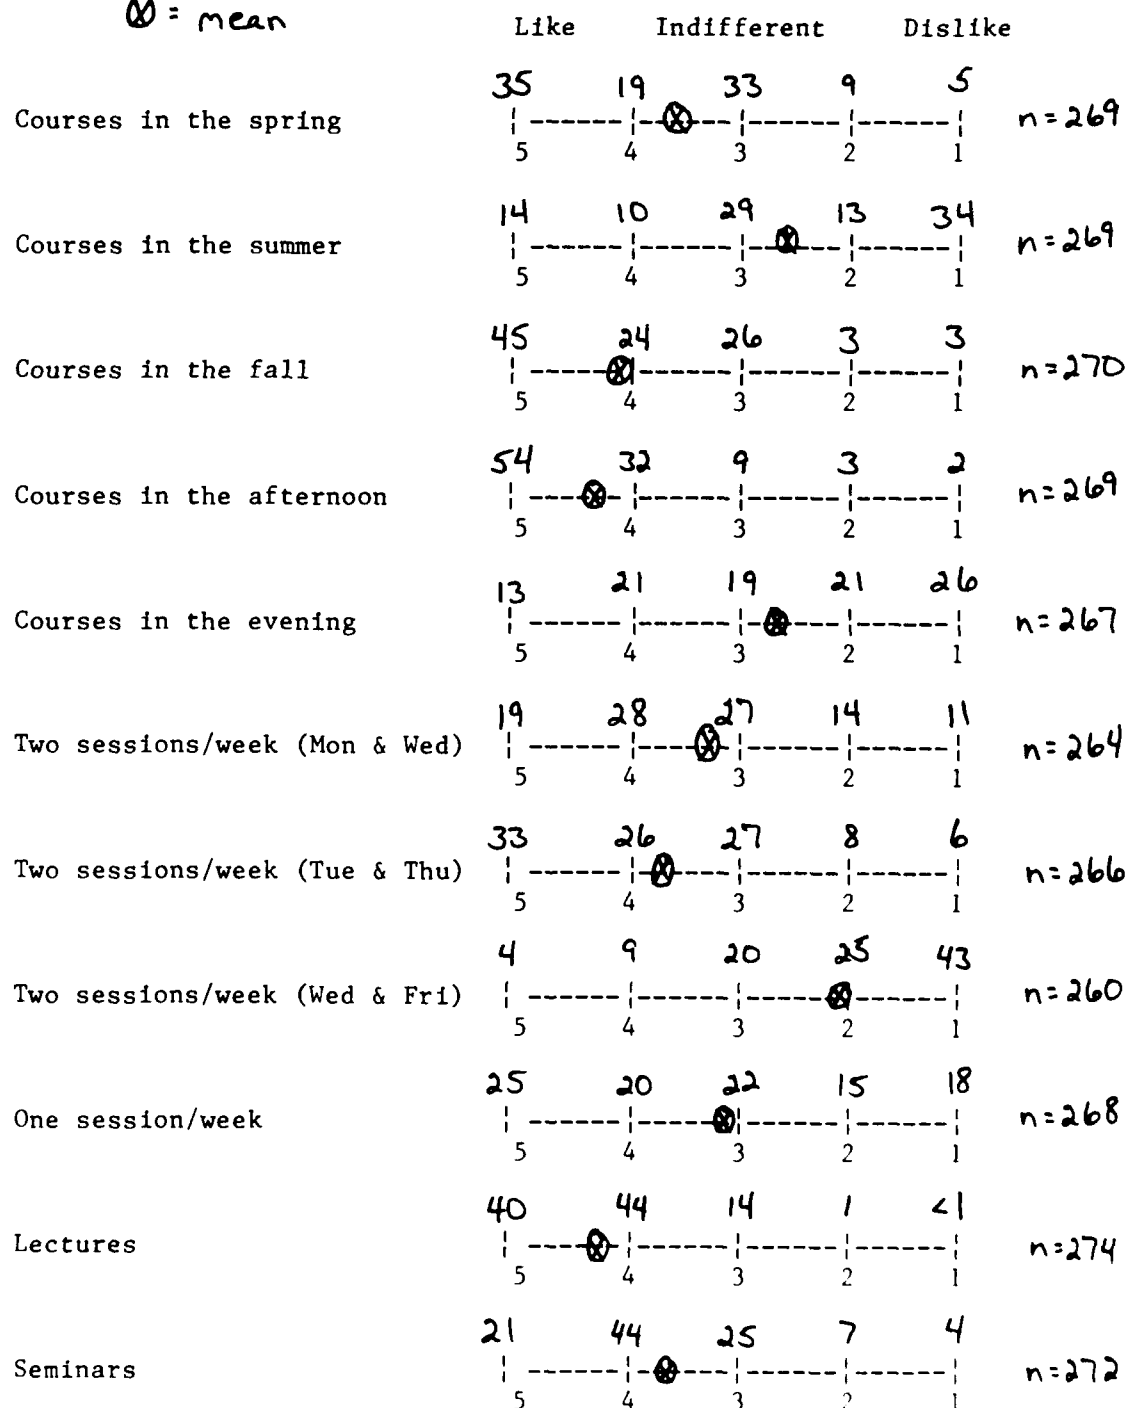 ⊗ = mean
Like Indifferent Dislike
35 19 33 9 5
Courses in the spring n=269
5 4 3 2 1
14 10 29 13 34
Courses in the summer n=269
5 4 3 2 1
45 24 26 3 3
Courses in the fall n=270
5 4 3 2 1
54 32 9 3 2
Courses in the afternoon n=269
5 4 3 2 1
13 21 19 21 26
Courses in the evening n=267
5 4 3 2 1
19 28 27 14 11
Two sessions/week (Mon & Wed) n=264
5 4 3 2 1
33 26 27 8 6
Two sessions/week (Tue & Thu) n=266
5 4 3 2 1
4 9 20 25 43
Two sessions/week (Wed & Fri) n=260
5 4 3 2 1
25 20 22 15 18
One session/week n=268
5 4 3 2 1
40 44 14 1 <1
Lectures n=274
5 4 3 2 1
21 44 25 7 4
Seminars n=272
5 4 3 2 1